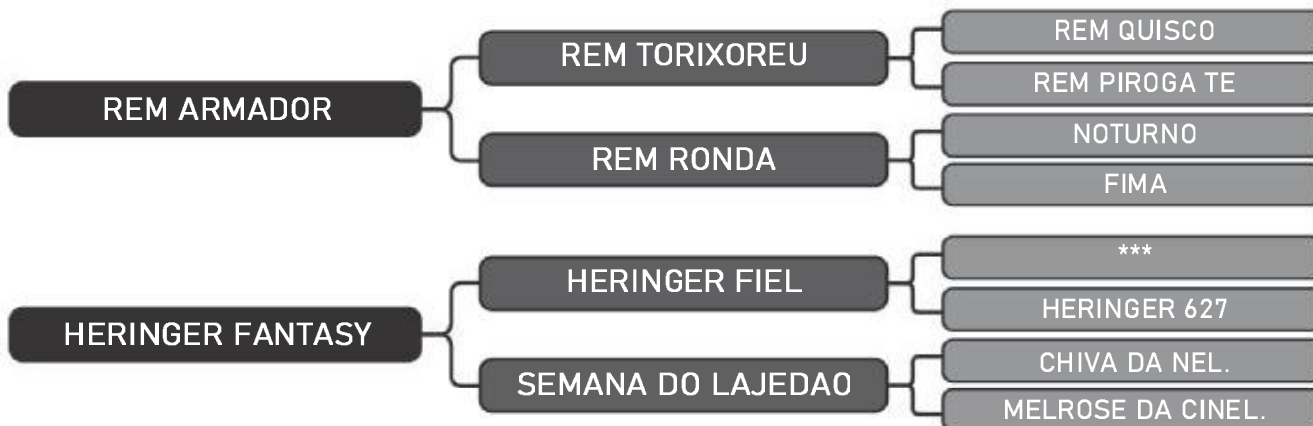 REM ARMADOR
REM TORIXOREU
REM QUISCO
REM PIROGA TE
REM RONDA
NOTURNO
FIMA
HERINGER FANTASY
HERINGER FIEL
***
HERINGER 627
SEMANA DO LAJEDAO
CHIVA DA NEL.
MELROSE DA CINEL.